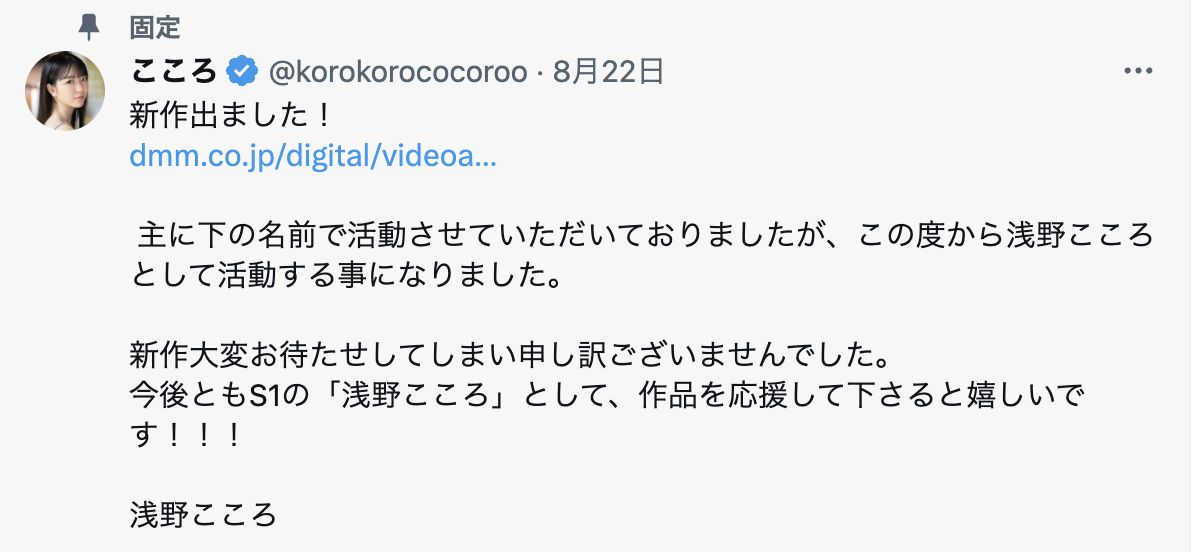 固定
こころ @korokorococoroo · 8月22日
新作出ました！
dmm.co.jp/digital/videoa...
主に下の名前で活動させていただいておりましたが、この度から浅野こころ
として活動する事になりました。
新作大変お待たせしてしまい申し訳ございませんでした。
今後ともS1の「浅野こころ」として、作品を応援して下さると嬉しいで
す！！！
浅野こころ